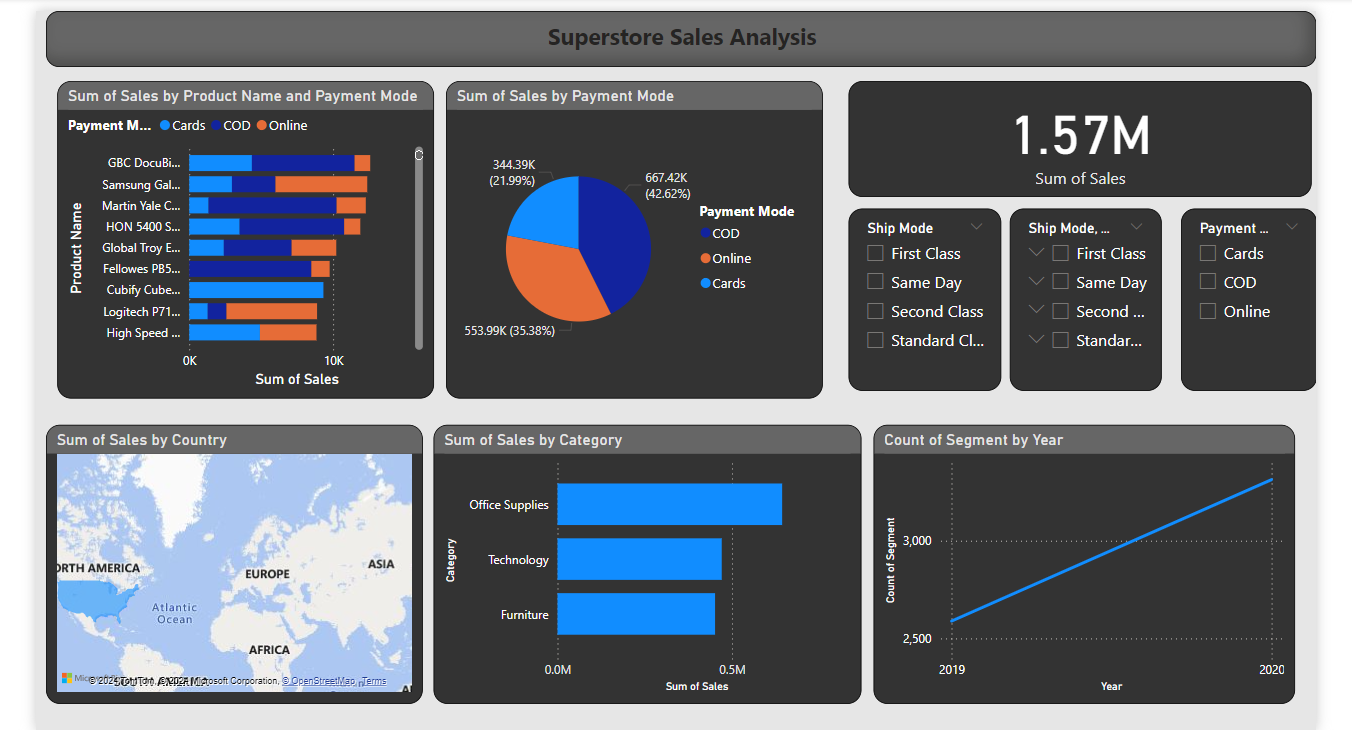 Superstore Sales Analysis
Sum of Sales by Product Name and Payment Mode
Payment M... Cards COD Online
Product Name
GBC DocuBi...
Samsung Gal...
Martin Yale C...
HON 5400 S...
Global Troy E...
Fellowes PB5...
Cubify Cube...
Logitech P71...
High Speed ...
0K 10K
Sum of Sales
Sum of Sales by Payment Mode
344.39K
(21.99%)
667.42K
(42.62%)
553.99K (35.38%)
Payment Mode
COD
Online
Cards
1.57M
Sum of Sales
Ship Mode
First Class
Same Day
Second Class
Standard Cl...
Ship Mode, ...
First Class
Same Day
Second ...
Standar...
Payment ...
Cards
COD
Online
Sum of Sales by Country
ORTH AMERICA
EUROPE
ASIA
Atlantic
Ocean
AFRICA
SOUTH AMERICA
© OpenStreetMap Terms
Sum of Sales by Category
Category
Office Supplies
Technology
Furniture
0.0M 0.5M
Sum of Sales
Count of Segment by Year
Count of Segment
3,000
2,500
2019 2020
Year